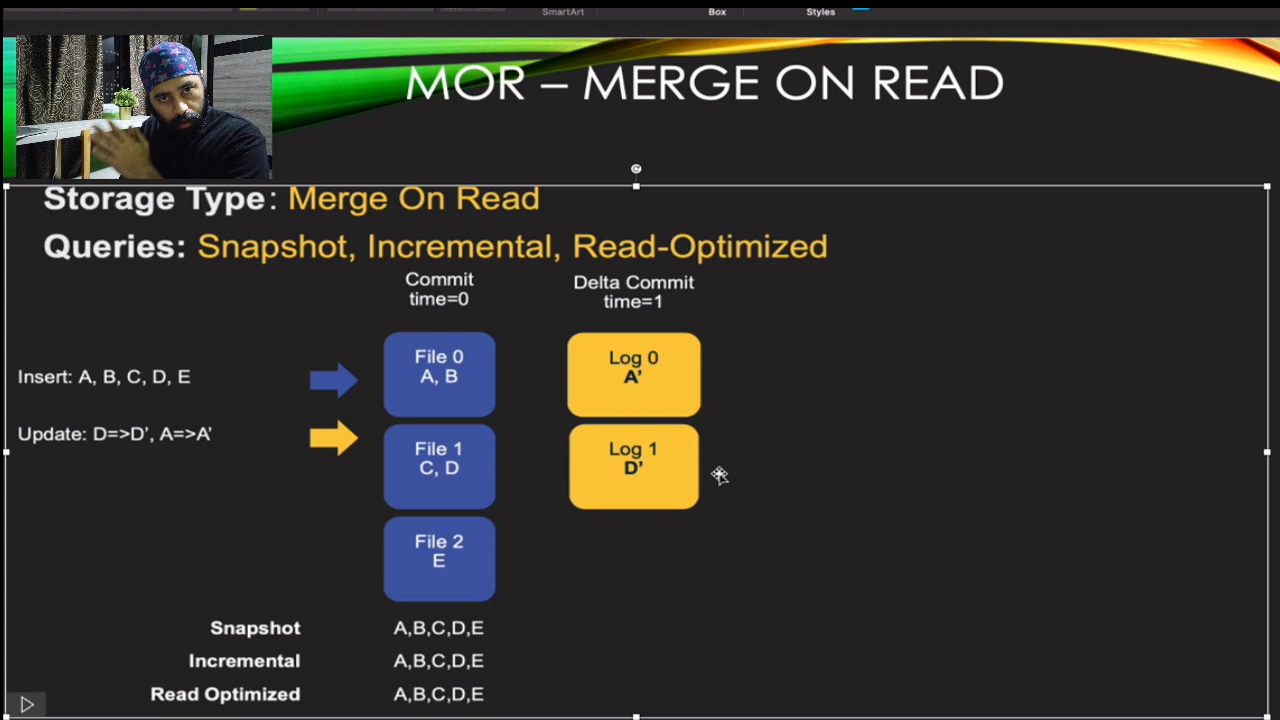 SmartArt
Box
Styles
MOR – MERGE ON READ
Storage Type: Merge On Read
Queries: Snapshot, Incremental, Read-Optimized
Commit
time=0
Delta Commit
time=1
Insert: A, B, C, D, E
Update: D=>D’, A=>A’
File 0
A, B
Log 0
A’
File 1
C, D
Log 1
D’
File 2
E
Snapshot A,B,C,D,E
Incremental A,B,C,D,E
Read Optimized A,B,C,D,E